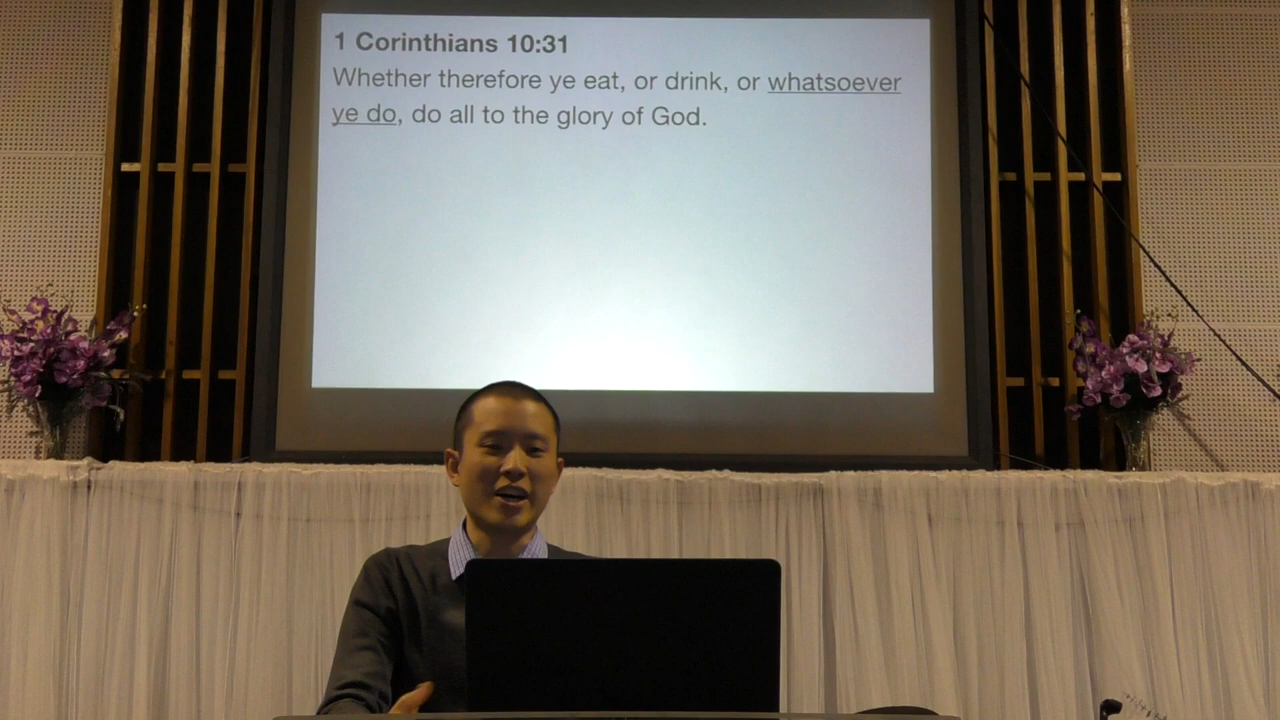 1 Corinthians 10:31
Whether therefore ye eat, or drink, or whatsoever
ye do, do all to the glory of God.